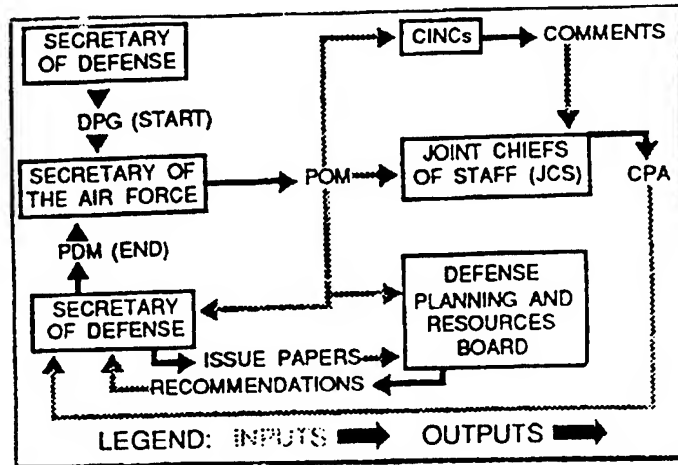 SECRETARY
OF DEFENSE
CINCs
COMMENTS
DPG (START)
SECRETARY OF
THE AIR FORCE
POM
JOINT CHIEFS
OF STAFF (JCS)
CPA
PDM (END)
SECRETARY
OF DEFENSE
DEFENSE
PLANNING AND
RESOURCES
BOARD
ISSUE PAPERS
RECOMMENDATIONS
LEGEND: INPUTS OUTPUTS